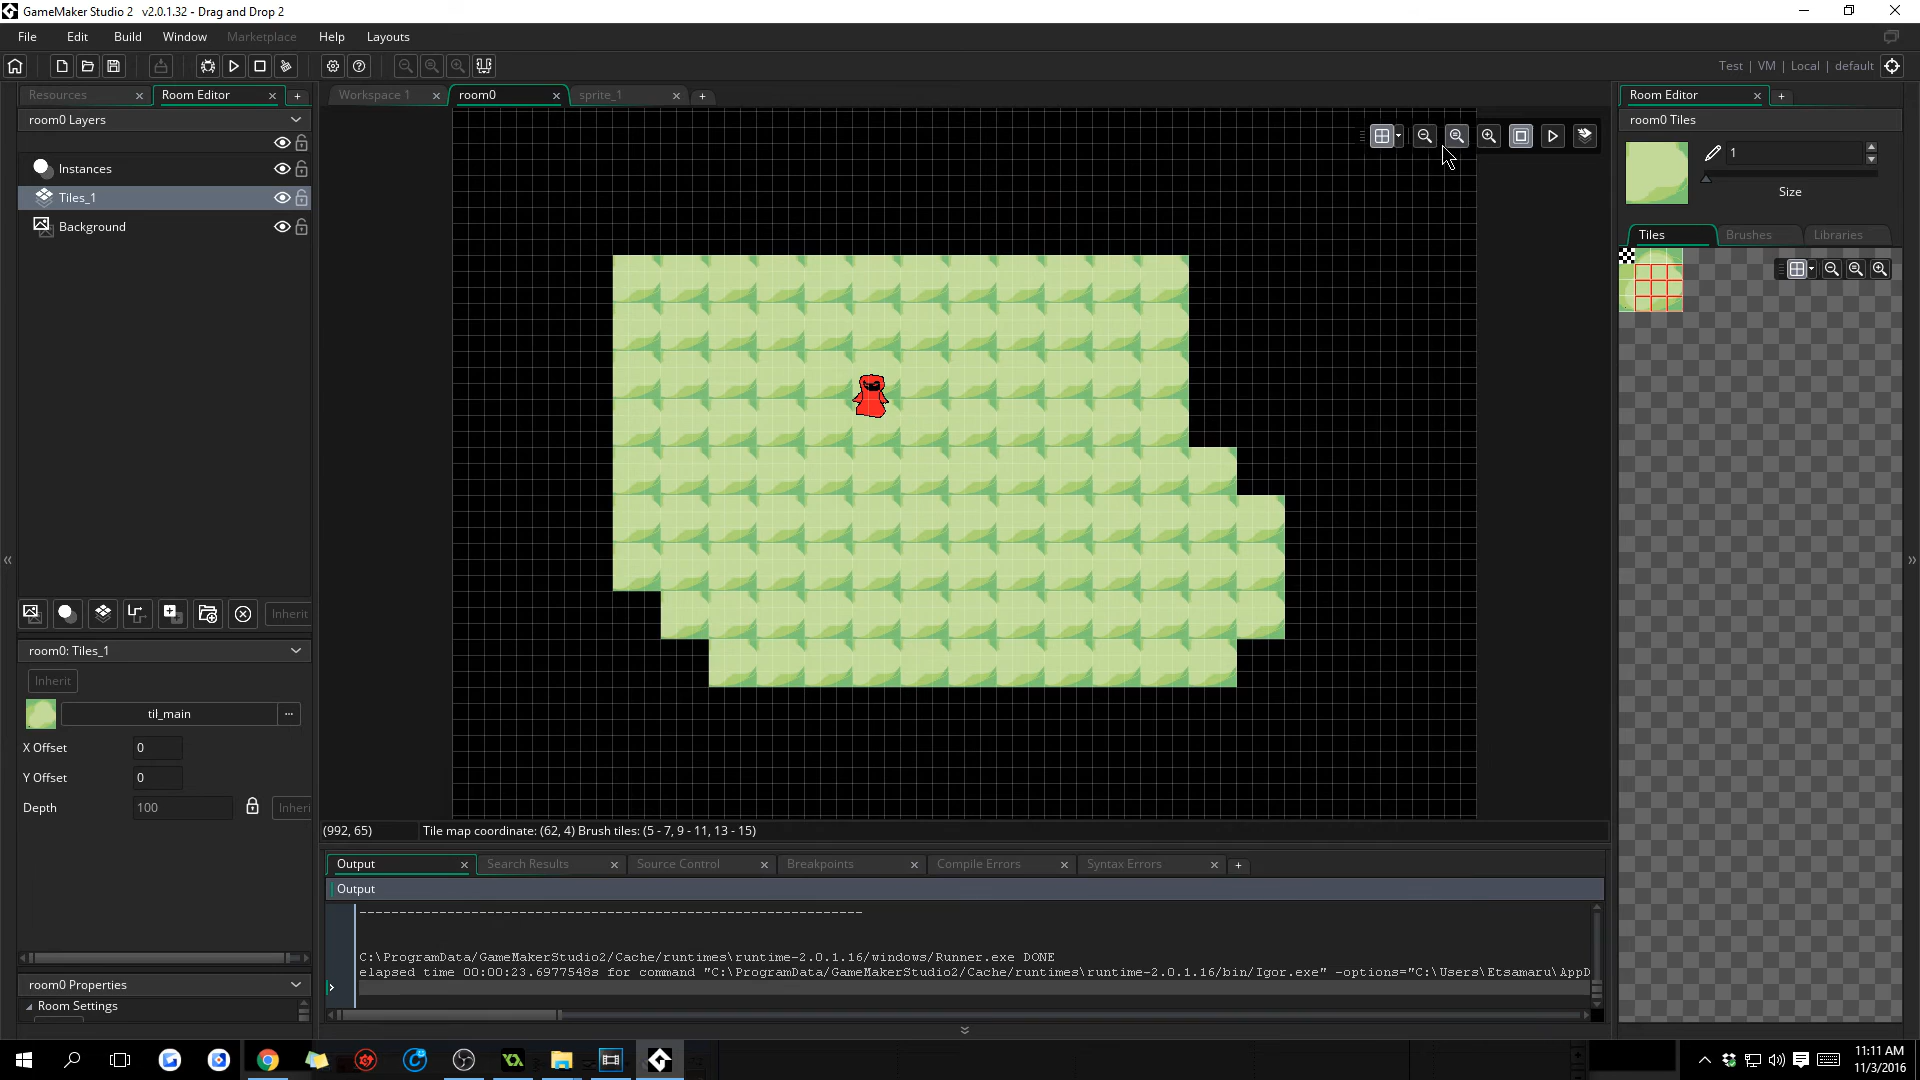 GameMaker Studio 2 v2.0.1.32 - Drag and Drop 2
File Edit Build Window Marketplace Help Layouts
Test | VM | Local | default
Resources Room Editor
Workspace 1 room0 sprite_1
Room Editor
room0 Layers
Instances
Tiles_1
Background
Inherit
room0: Tiles_1
Inherit
til_main
X Offset 0
Y Offset 0
Depth 100 Inheri
room0 Properties
Room Settings
room0 Tiles
1
Size
Tiles Brushes Libraries
(992, 65) Tile map coordinate: (62, 4) Brush tiles: (5 - 7, 9 - 11, 13 - 15)
Output Search Results Source Control Breakpoints Compile Errors Syntax Errors
Output
C:\ProgramData/GameMakerStudio2/Cache/runtimes\runtime-2.0.1.16/windows/Runner.exe DONE
elapsed time 00:00:23.6977548s for command "C:\ProgramData/GameMakerStudio2/Cache/runtimes\runtime-2.0.1.16/bin/Igor.exe" -options="C:\Users\Etsamaru\AppD
11:11 AM
11/3/2016